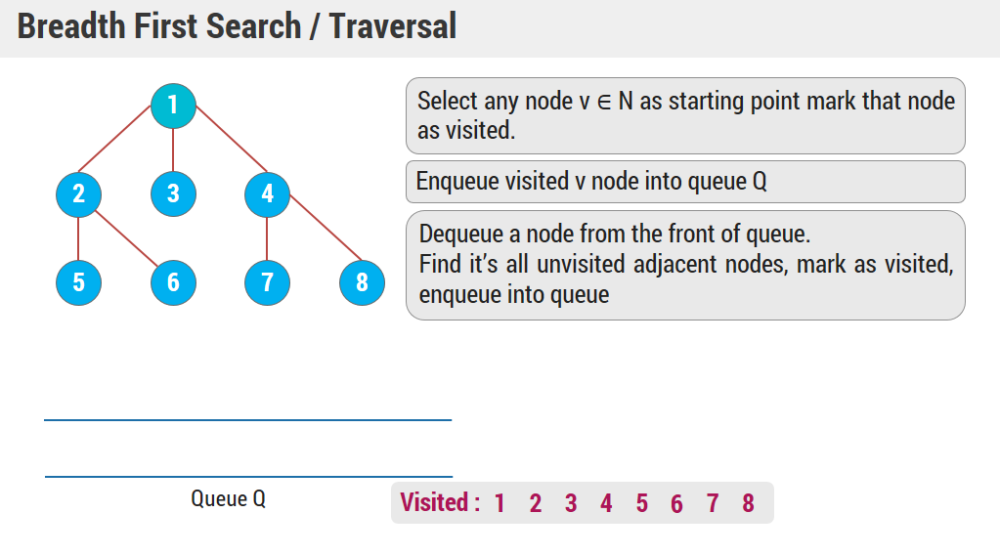 Breadth First Search / Traversal
1
2
3
4
5
6
7
8
Select any node v ∈ N as starting point mark that node
as visited.
Enqueue visited v node into queue Q
Dequeue a node from the front of queue.
Find it's all unvisited adjacent nodes, mark as visited,
enqueue into queue
Queue Q
Visited : 1 2 3 4 5 6 7 8